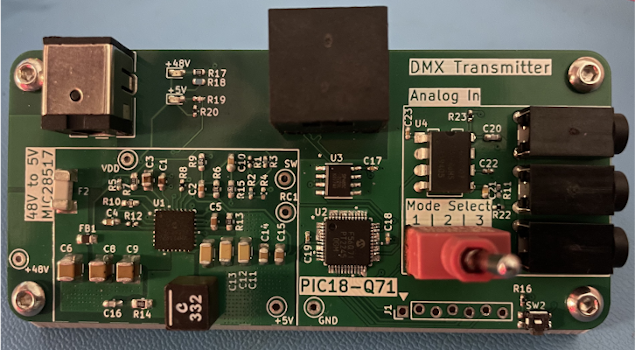 +48V
R17
R18
+5V
R19
R20
DMX Transmitter
Analog In
C23
R23
U4
C20
C22
R11
R22
48V to 5V
MIC28517
VDD
C3
C1
R9
C10
R1
R3
SW
R5
R8
R6
R2
R4
R10
RC1
F2
U1
C4
R12
C5
R13
FB1
C6
C8
C9
C13
C12
C11
C14
C15
+48V
C16
R14
C
332
+5V
GND
U3
C17
U2
C18
C19
PIC18-Q71
Mode Select
1 2 3
J1
R16
SW2